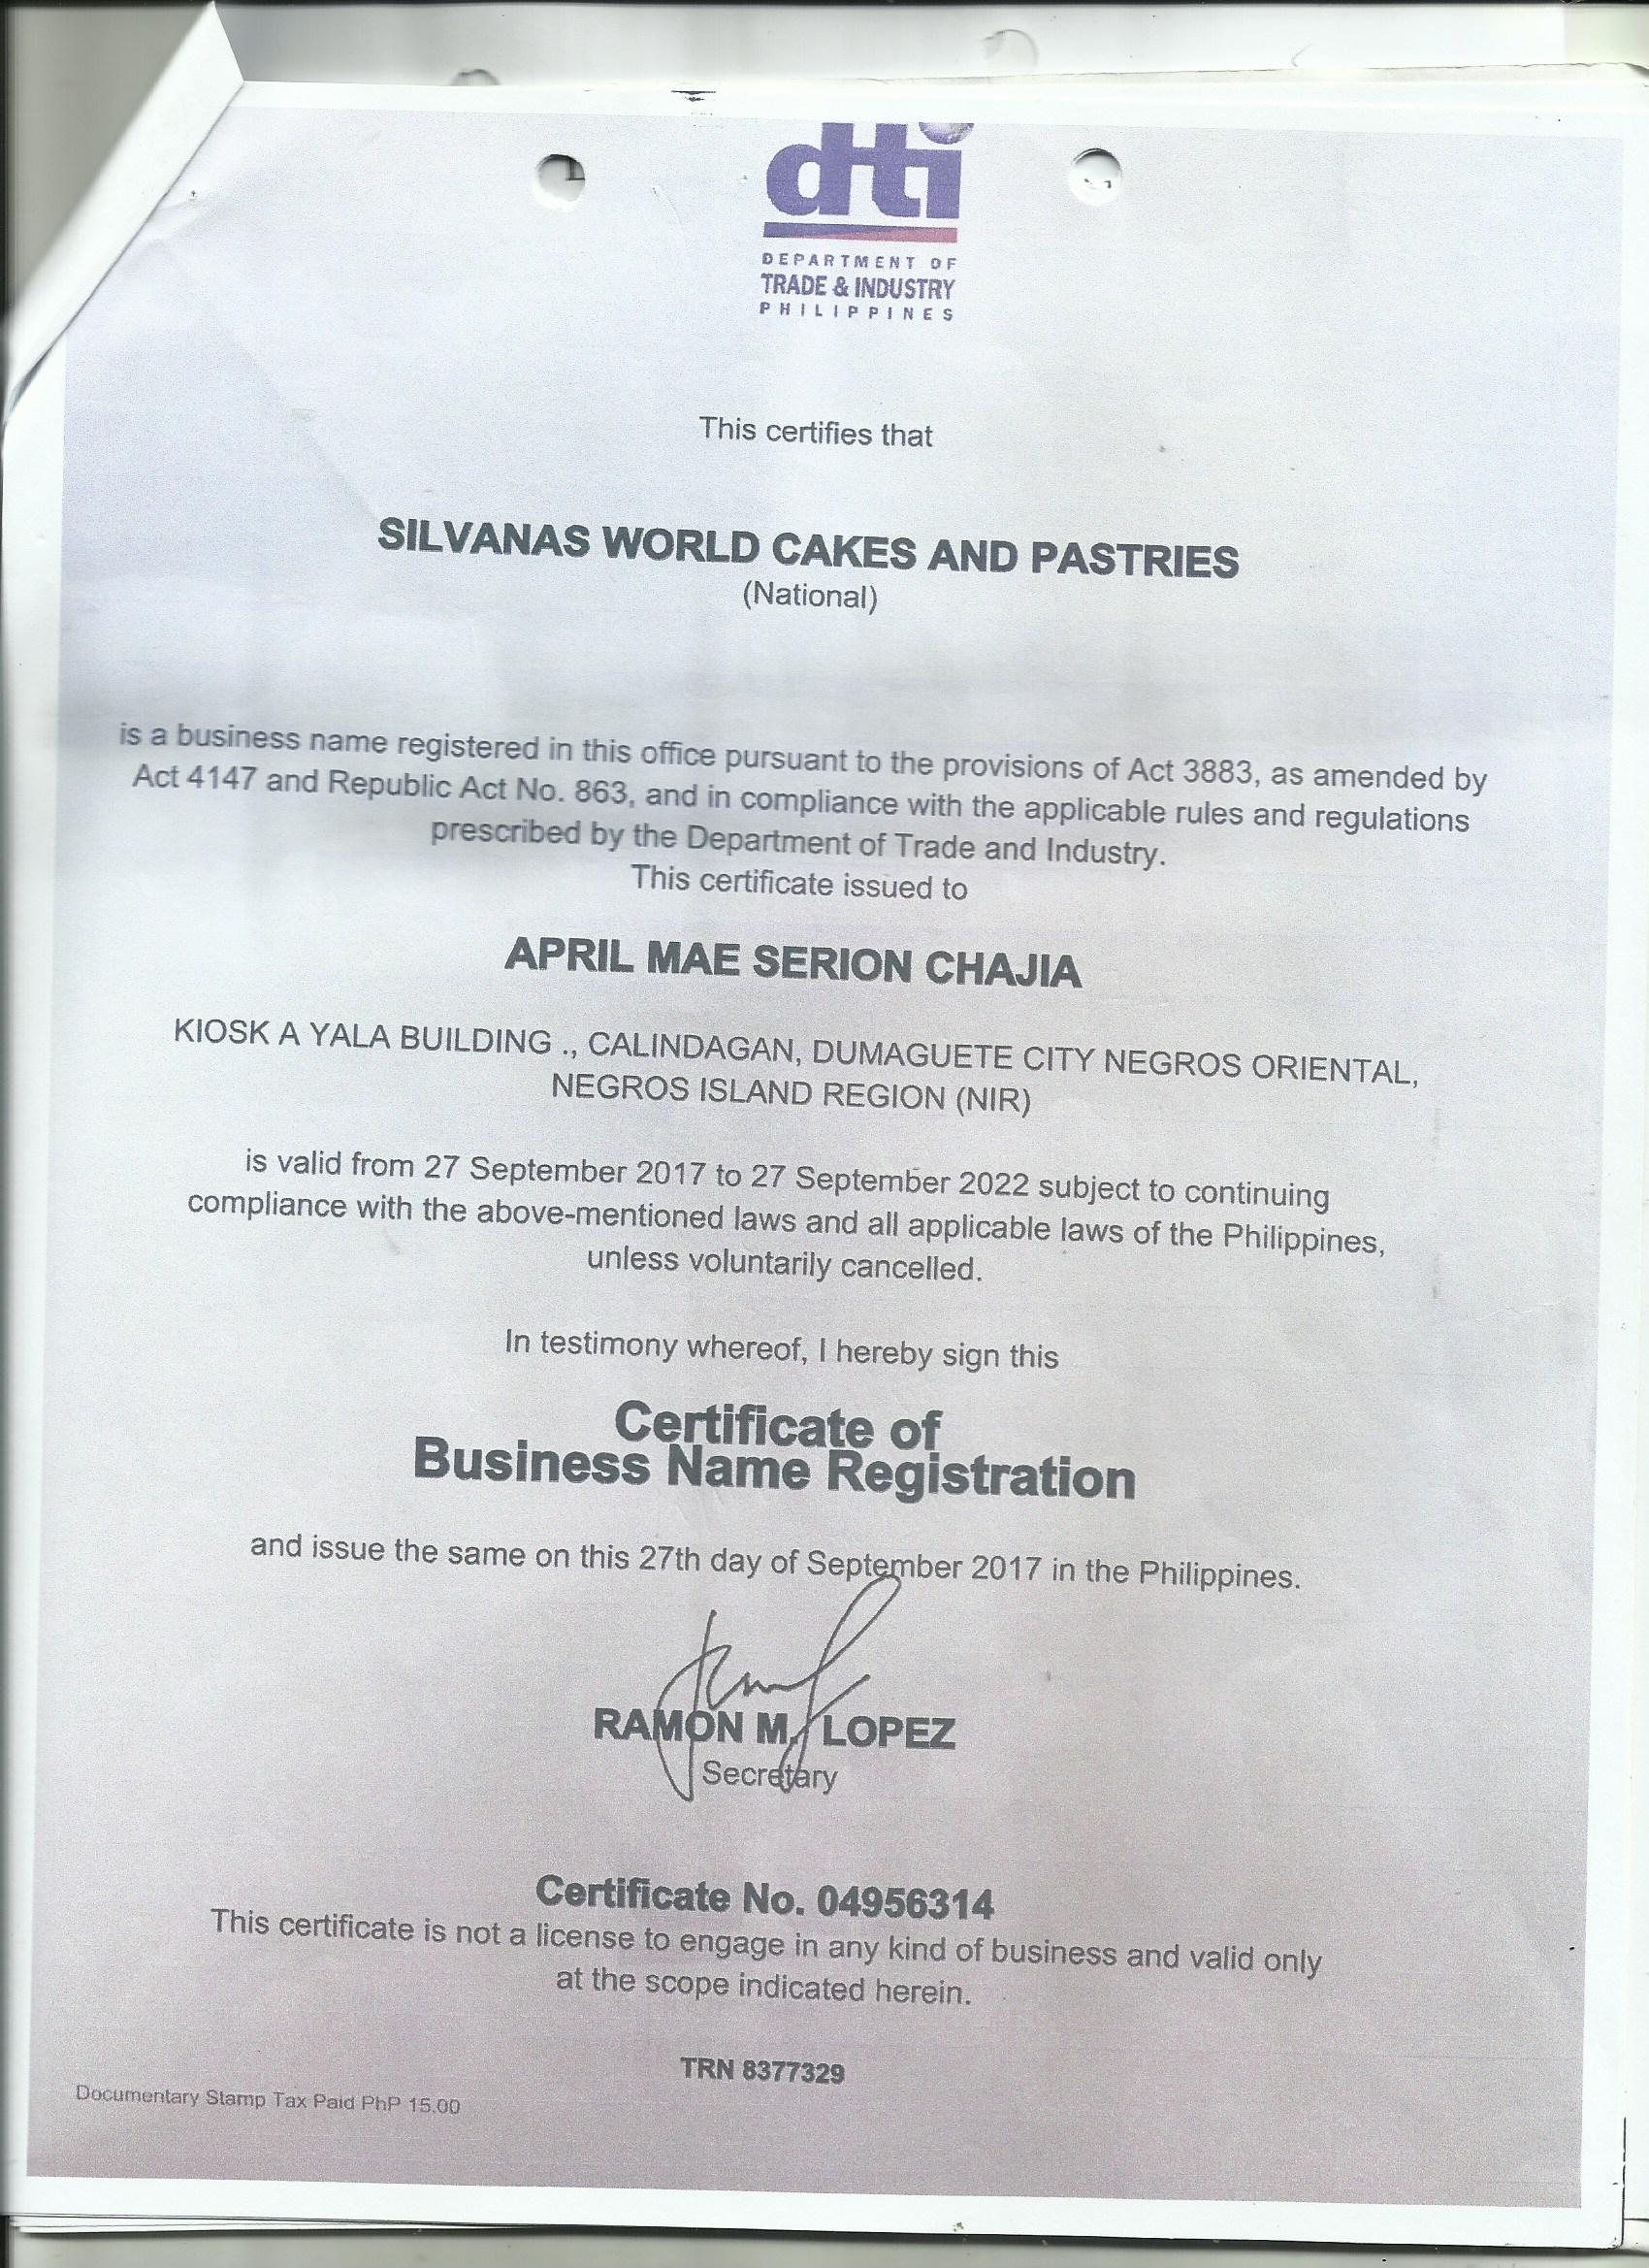 dti
DEPARTMENT OF
TRADE & INDUSTRY
PHILIPPINES
This certifies that
SILVANAS WORLD CAKES AND PASTRIES
(National)
is a business name registered in this office pursuant to the provisions of Act 3883, as amended by
Act 4147 and Republic Act No. 863, and in compliance with the applicable rules and regulations
prescribed by the Department of Trade and Industry.
This certificate issued to
APRIL MAE SERION CHAJIA
KIOSK A YALA BUILDING ., CALINDAGAN, DUMAGUETE CITY NEGROS ORIENTAL,
NEGROS ISLAND REGION (NIR)
is valid from 27 September 2017 to 27 September 2022 subject to continuing
compliance with the above-mentioned laws and all applicable laws of the Philippines,
unless voluntarily cancelled.
In testimony whereof, I hereby sign this
Certificate of
Business Name Registration
and issue the same on this 27th day of September 2017 in the Philippines.
RAMON M. LOPEZ
Secretary
Certificate No. 04956314
This certificate is not a license to engage in any kind of business and valid only
at the scope indicated herein.
TRN 8377329
Documentary Stamp Tax Paid PhP 15.00